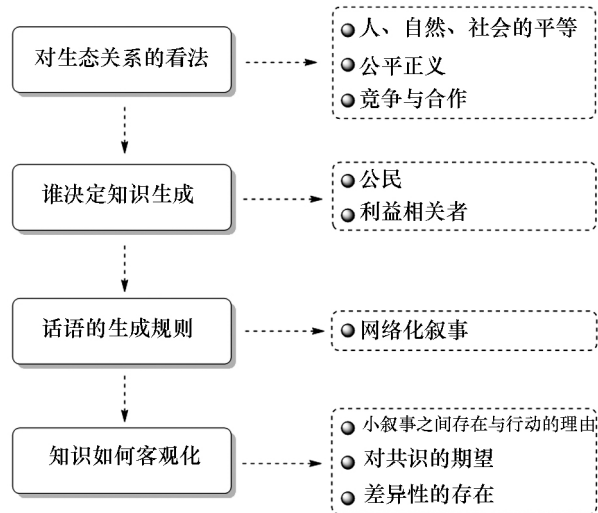 对生态关系的看法
人、自然、社会的平等
公平正义
竞争与合作
谁决定知识生成
公民
利益相关者
话语的生成规则
网络化叙事
知识如何客观化
小叙事之间存在与行动的理由
对共识的期望
差异性的存在